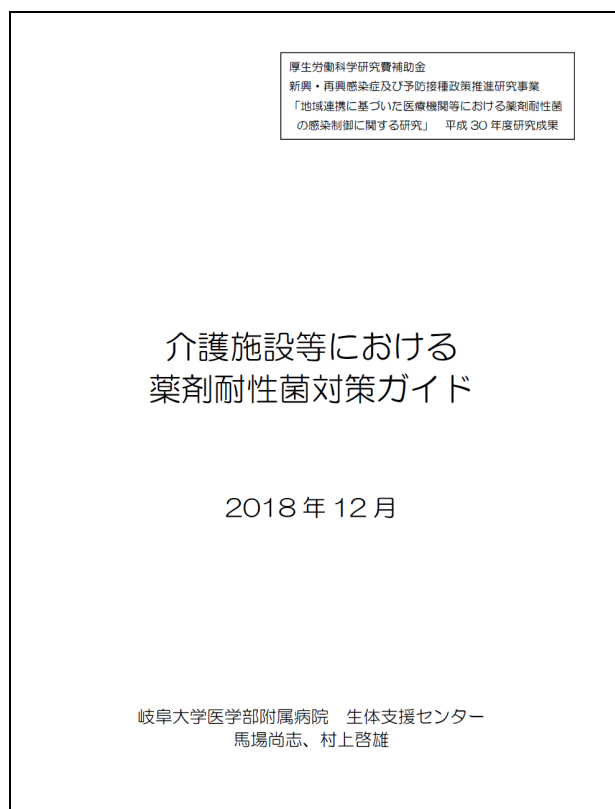 厚生労働科学研究費補助金
新興・再興感染症及び予防接種政策推進研究事業
「地域連携に基づいた医療機関等における薬剤耐性菌
の感染制御に関する研究」　平成 30 年度研究成果
介護施設等における
薬剤耐性菌対策ガイド
2018 年 12 月
岐阜大学医学部附属病院　生体支援センター
馬場尚志、村上啓雄